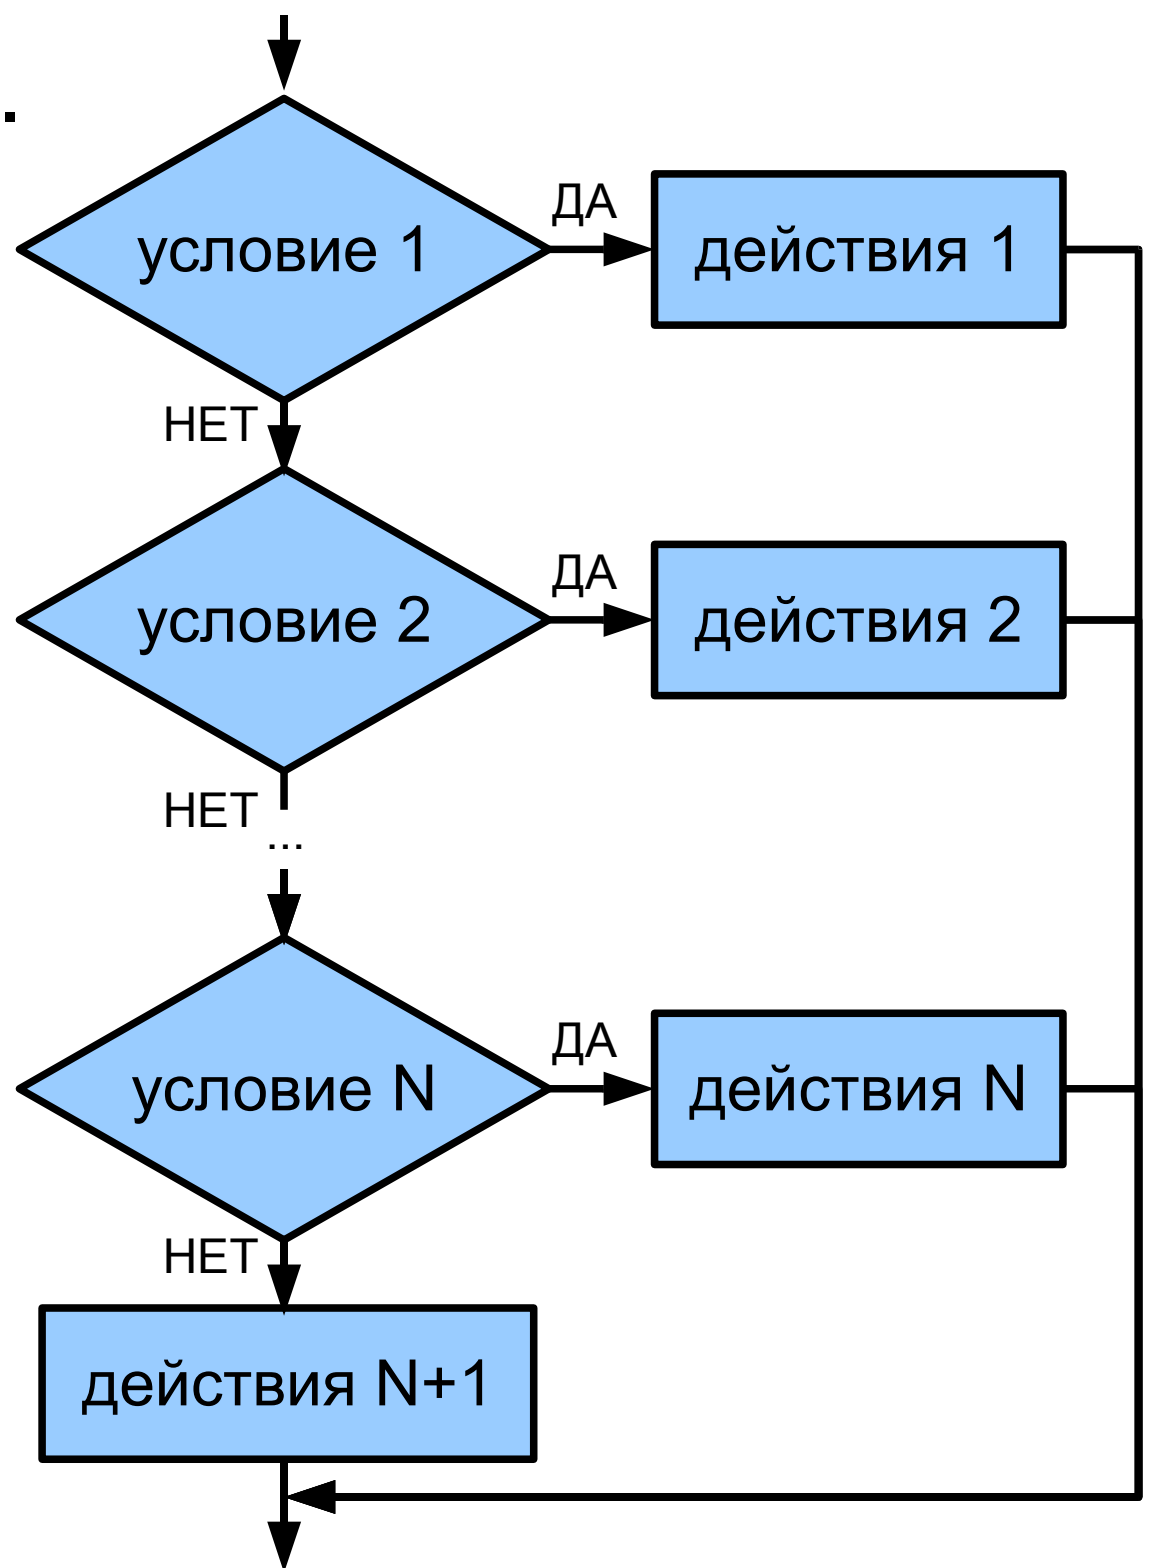 ДА
условие 1
действия 1
НЕТ
ДА
условие 2
действия 2
НЕТ
...
ДА
условие N
действия N
НЕТ
действия N+1